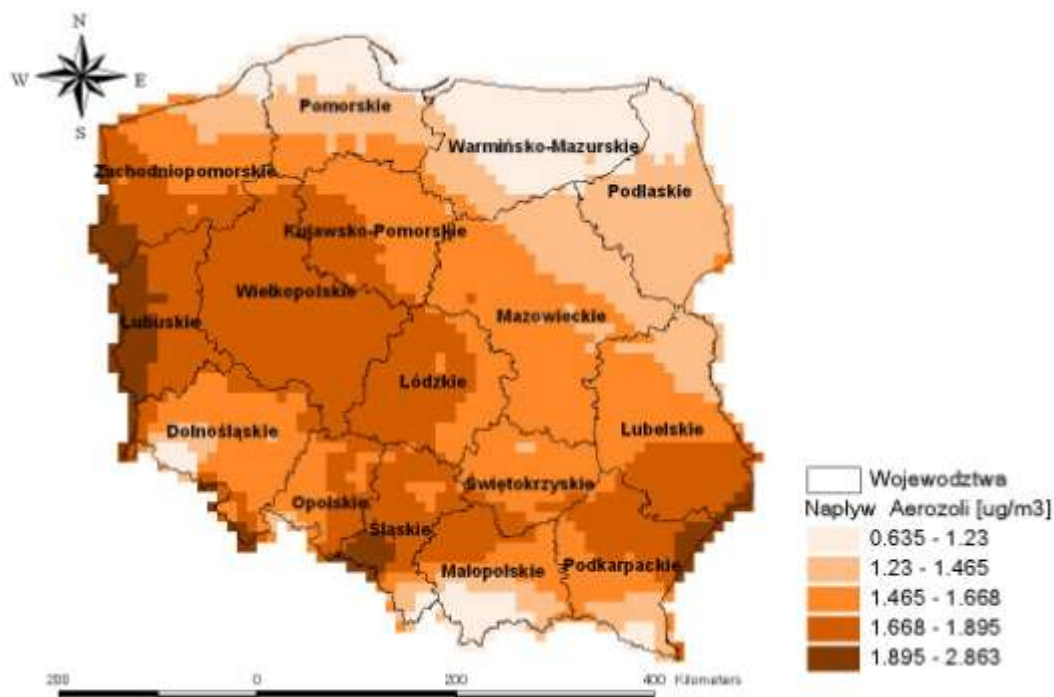 N
W E
S
Pomorskie
Warmińsko-Mazurskie
Zachodniopomorskie
Podlaskie
Kujawsko-Pomorskie
Wielkopolskie
Mazowieckie
Lubuskie
Łódzkie
Dolnośląskie
Lubelskie
Opolskie
Świętokrzyskie
Śląskie
Małopolskie
Podkarpackie
Wojewodztwa
Napływ Aerozoli [ug/m3]
0.635 - 1.23
1.23 - 1.465
1.465 - 1.668
1.668 - 1.895
1.895 - 2.863
200 0 200 400 Kilometers